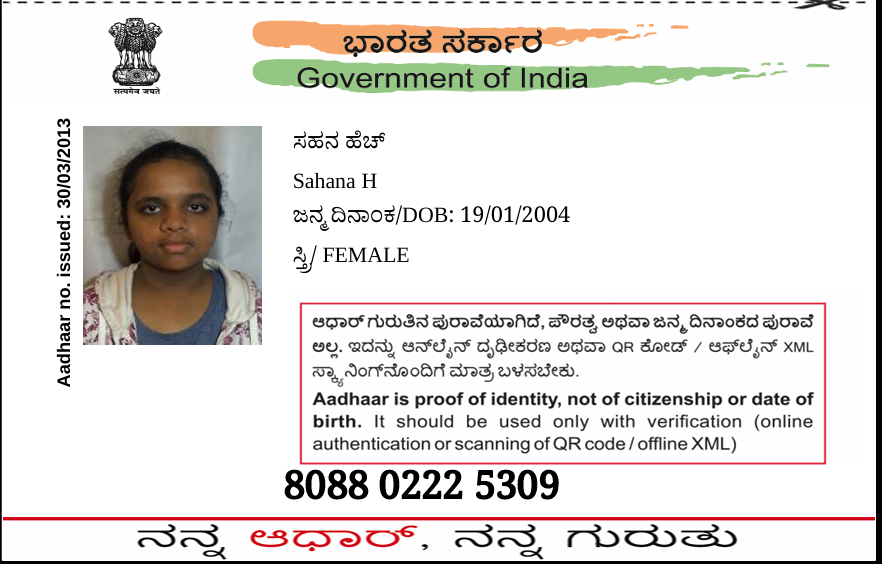 ಭಾರತ ಸರ್ಕಾರ
Government of India
सत्यमेव जयते
Aadhaar no. issued: 30/03/2013
ಸಹನ ಹೆಚ್
Sahana H
ಜನ್ಮ ದಿನಾಂಕ/DOB: 19/01/2004
ಸ್ತ್ರೀ/ FEMALE
ಆಧಾರ್ ಗುರುತಿನ ಪುರಾವೆಯಾಗಿದೆ, ಪೌರತ್ವ ಅಥವಾ ಜನ್ಮ ದಿನಾಂಕದ ಪುರಾವೆ
ಅಲ್ಲ. ಇದನ್ನು ಆನ್‌ಲೈನ್ ದೃಢೀಕರಣ ಅಥವಾ QR ಕೋಡ್ / ಆಫ್‌ಲೈನ್ XML
ಸ್ಕ್ಯಾನಿಂಗ್‌ನೊಂದಿಗೆ ಮಾತ್ರ ಬಳಸಬೇಕು.
Aadhaar is proof of identity, not of citizenship or date of
birth. It should be used only with verification (online
authentication or scanning of QR code / offline XML)
8088 0222 5309
ನನ್ನ ಆಧಾರ್, ನನ್ನ ಗುರುತು